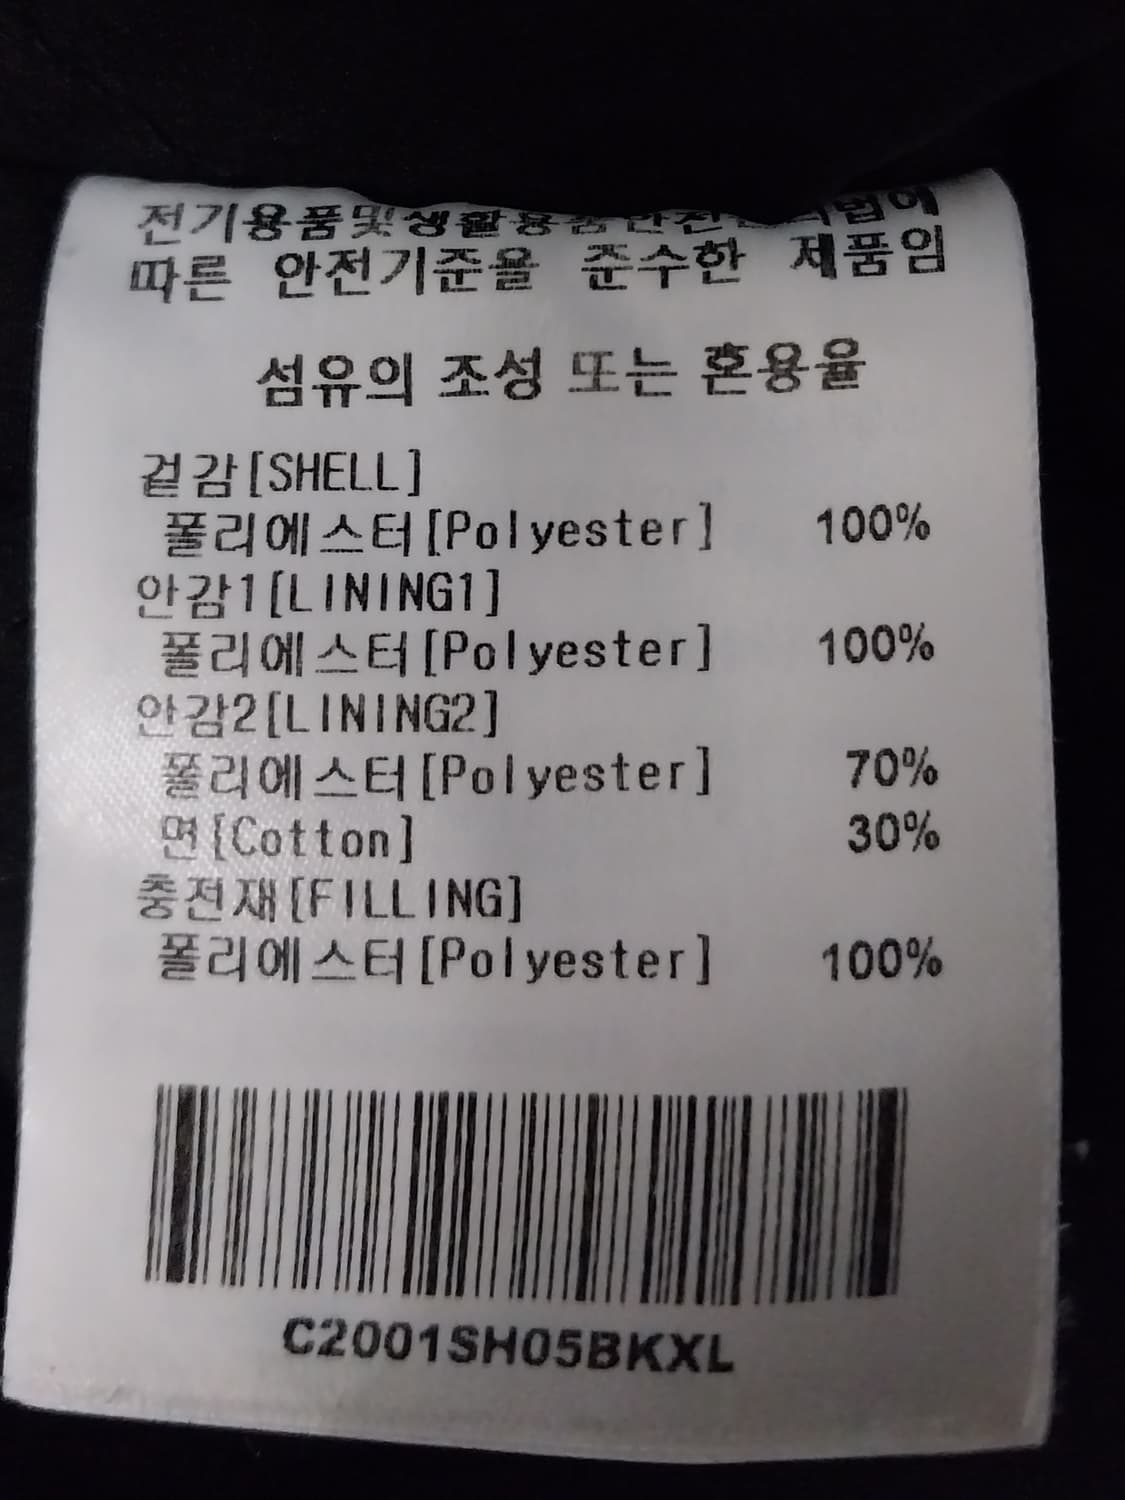 전기용품및생활용품안전관리법에
따른 안전기준을 준수한 제품임
섬유의 조성 또는 혼용율
겉감[SHELL]
폴리에스터[Polyester] 100%
안감1[LINING1]
폴리에스터[Polyester] 100%
안감2[LINING2]
폴리에스터[Polyester] 70%
면[Cotton] 30%
충전재[FILLING]
폴리에스터[Polyester] 100%
C2001SH05BKXL